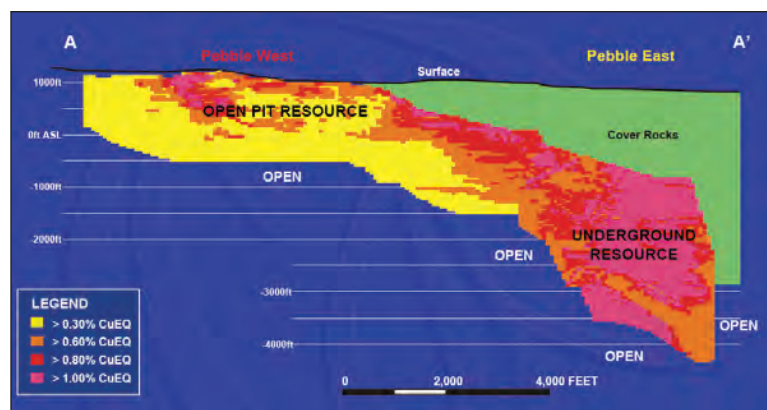 A
A'
Pebble West
Pebble East
Surface
1000ft
OPEN PIT RESOURCE
Cover Rocks
0ft ASL
OPEN
-1000ft
UNDERGROUND
RESOURCE
-2000ft
OPEN
LEGEND
> 0.30% CuEQ
> 0.60% CuEQ
> 0.80% CuEQ
> 1.00% CuEQ
-3000ft
OPEN
-4000ft
OPEN
0
2,000
4,000 FEET